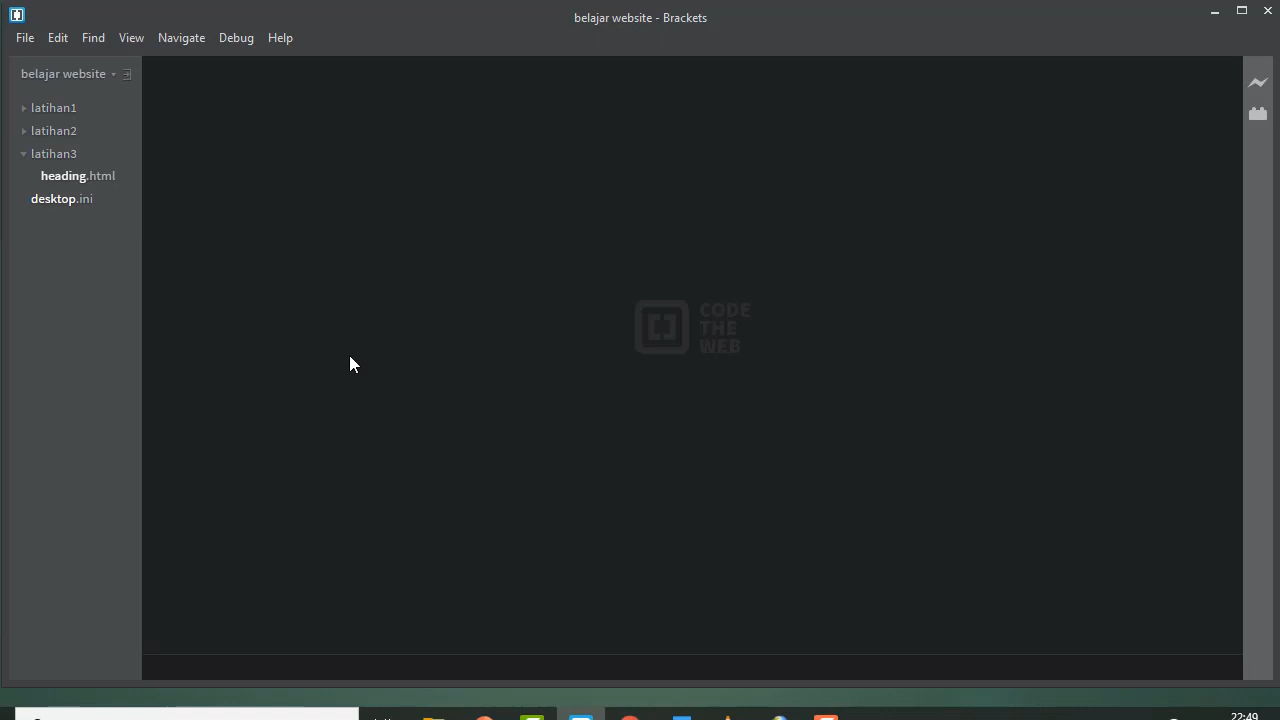 belajar website - Brackets
File Edit Find View Navigate Debug Help
belajar website
latihan1
latihan2
latihan3
heading.html
desktop.ini
CODE
THE
WEB
22:49